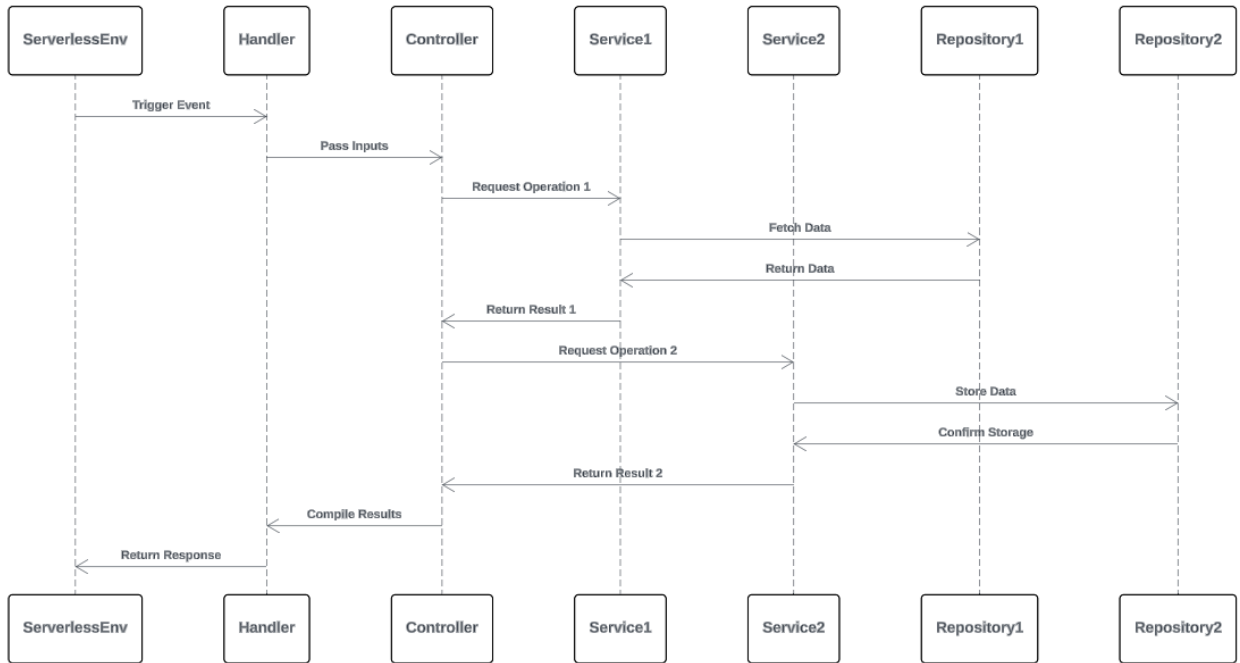 ServerlessEnv Handler Controller Service1 Service2 Repository1 Repository2
Trigger Event
Pass Inputs
Request Operation 1
Fetch Data
Return Data
Return Result 1
Request Operation 2
Store Data
Confirm Storage
Return Result 2
Compile Results
Return Response
ServerlessEnv Handler Controller Service1 Service2 Repository1 Repository2